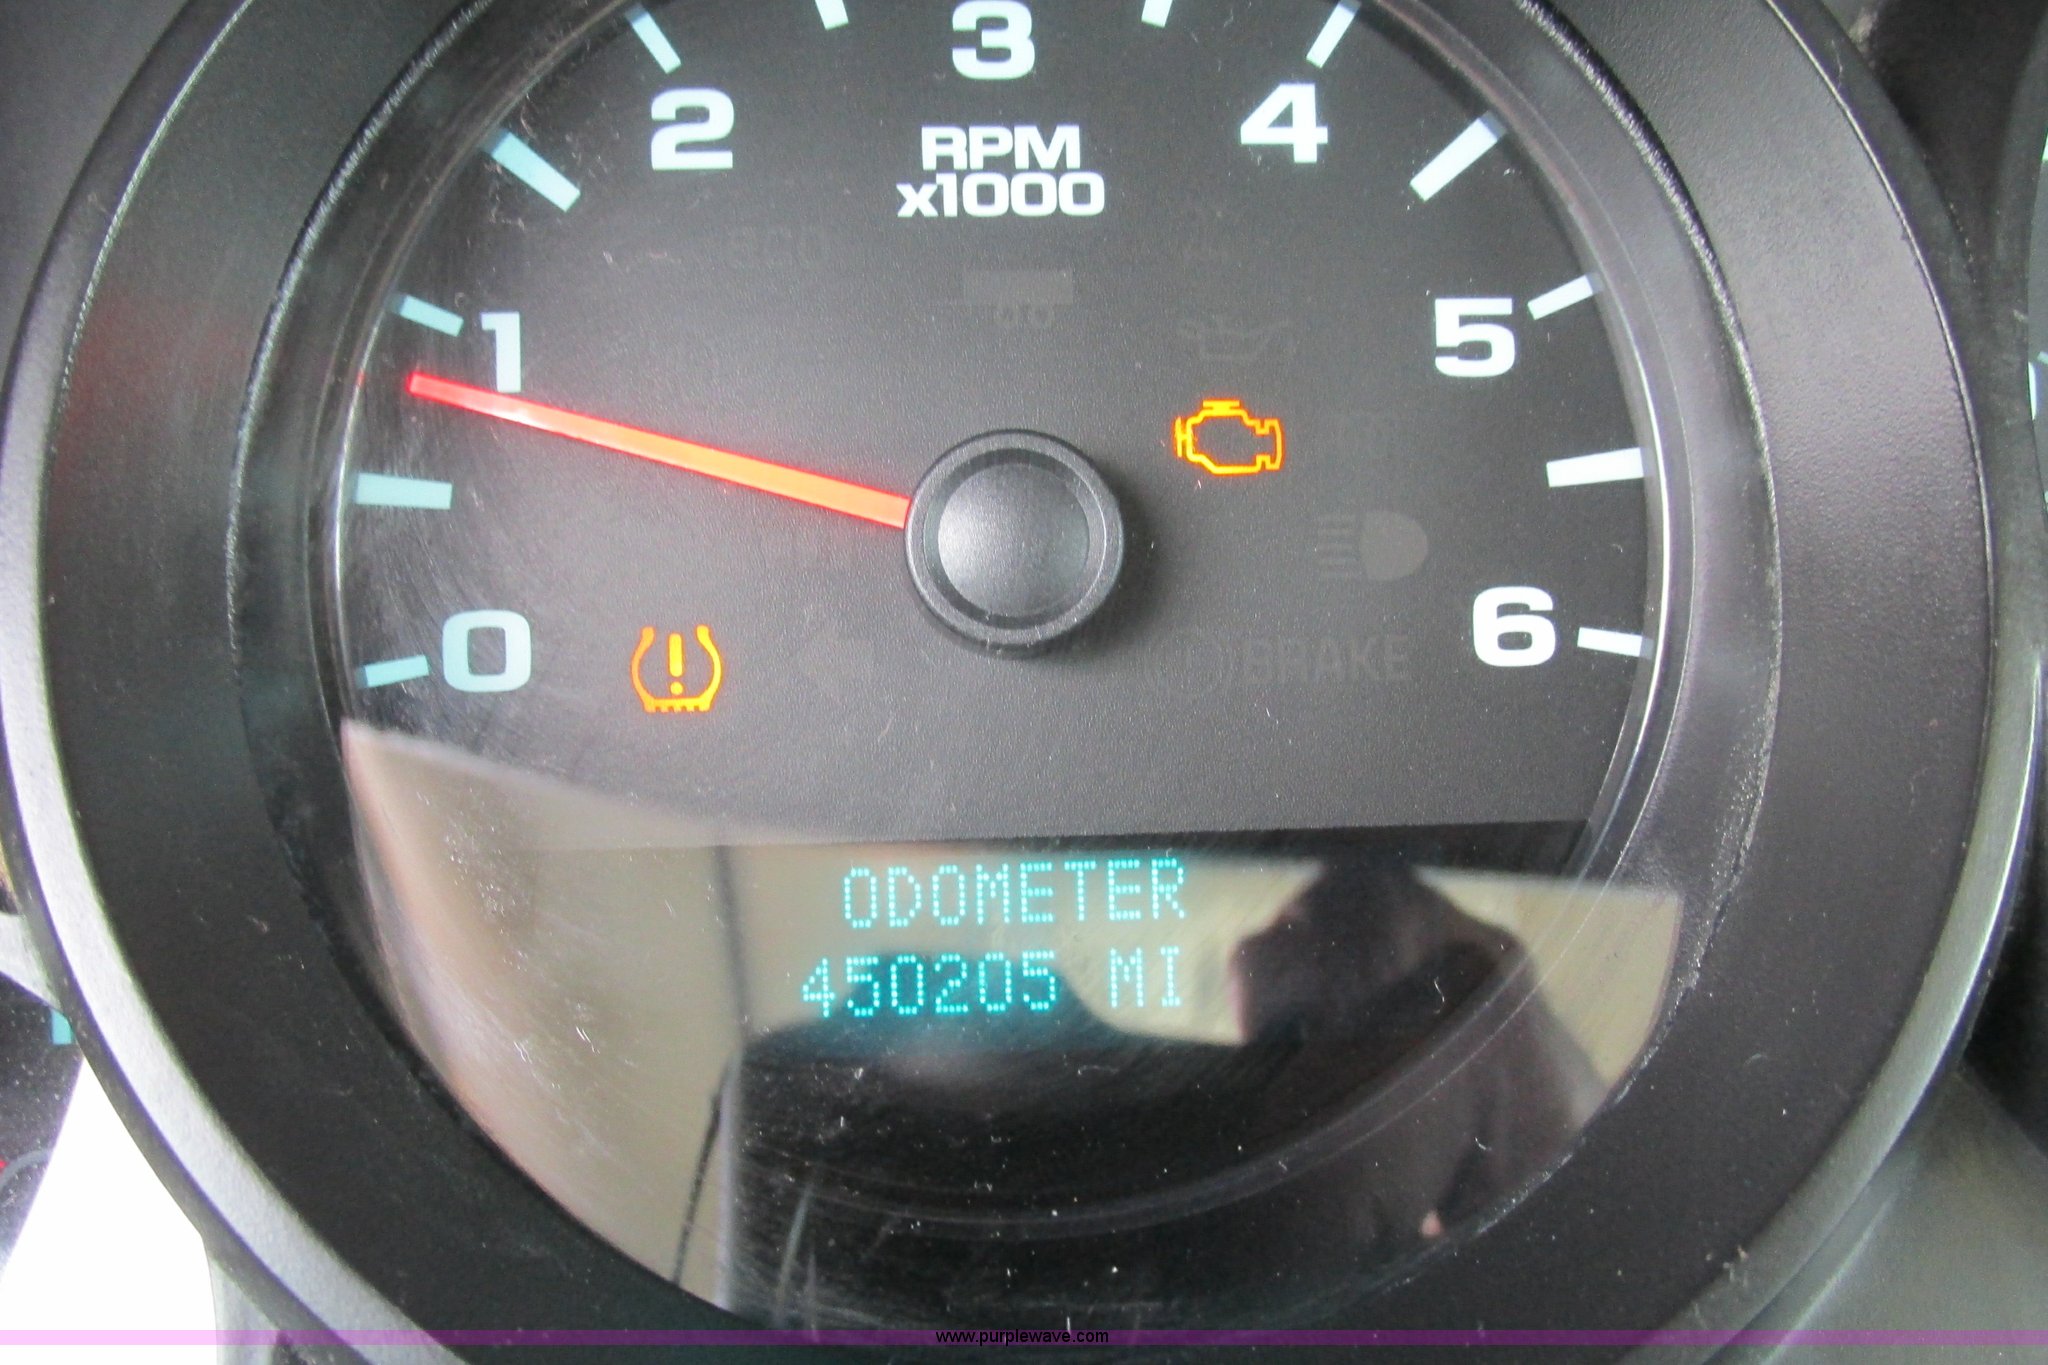 3
2
4
RPM
x1000
1
5
0
6
BRAKE
ODOMETER
450205 MI
www.purplewave.com